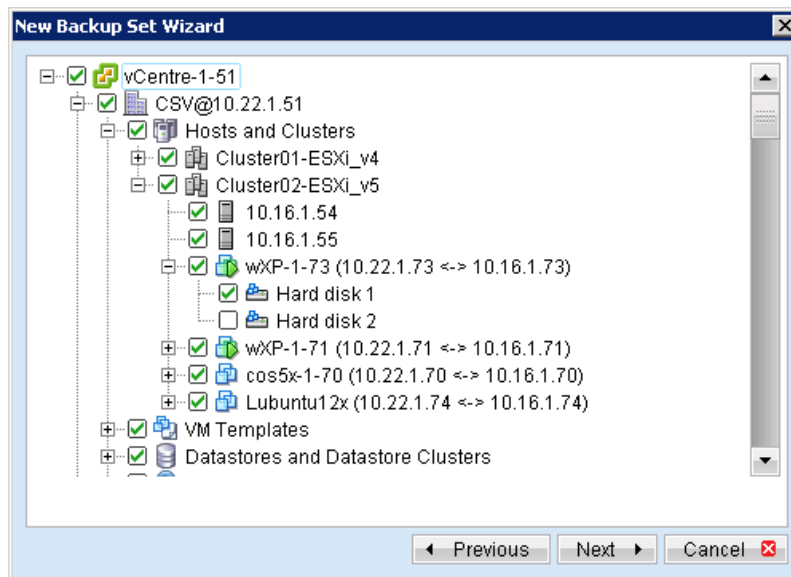 New Backup Set Wizard
vCentre-1-51
CSV@10.22.1.51
Hosts and Clusters
Cluster01-ESXi_v4
Cluster02-ESXi_v5
10.16.1.54
10.16.1.55
wXP-1-73 (10.22.1.73 <-> 10.16.1.73)
Hard disk 1
Hard disk 2
wXP-1-71 (10.22.1.71 <-> 10.16.1.71)
cos5x-1-70 (10.22.1.70 <-> 10.16.1.70)
Lubuntu12x (10.22.1.74 <-> 10.16.1.74)
VM Templates
Datastores and Datastore Clusters
Previous Next Cancel